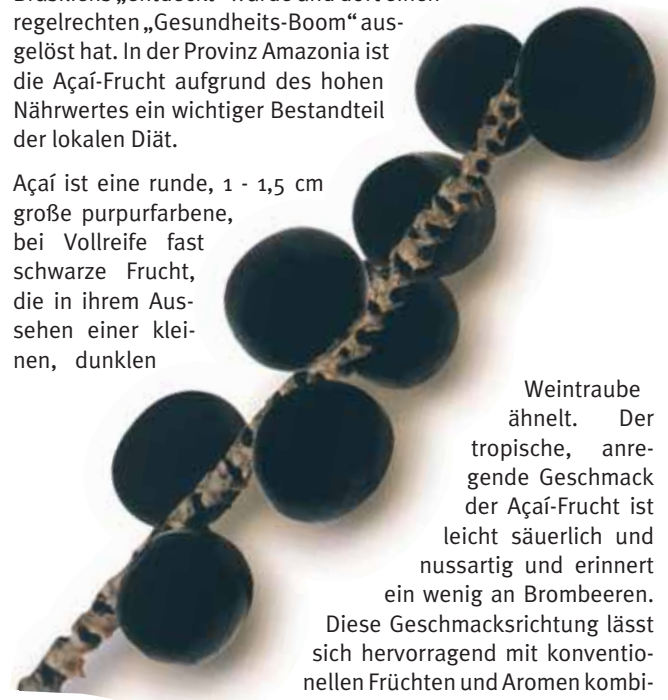 regelrechten „Gesundheits-Boom“ aus-
gelöst hat. In der Provinz Amazonia ist
die Açaí-Frucht aufgrund des hohen
Nährwertes ein wichtiger Bestandteil
der lokalen Diät.
Açaí ist eine runde, 1 - 1,5 cm
große purpurfarbene,
bei Vollreife fast
schwarze Frucht,
die in ihrem Aus-
sehen einer klei-
nen, dunklen
Weintraube
ähnelt. Der
tropische, anre-
gende Geschmack
der Açaí-Frucht ist
leicht säuerlich und
nussartig und erinnert
ein wenig an Brombeeren.
Diese Geschmacksrichtung lässt
sich hervorragend mit konventio-
nellen Früchten und Aromen kombi-